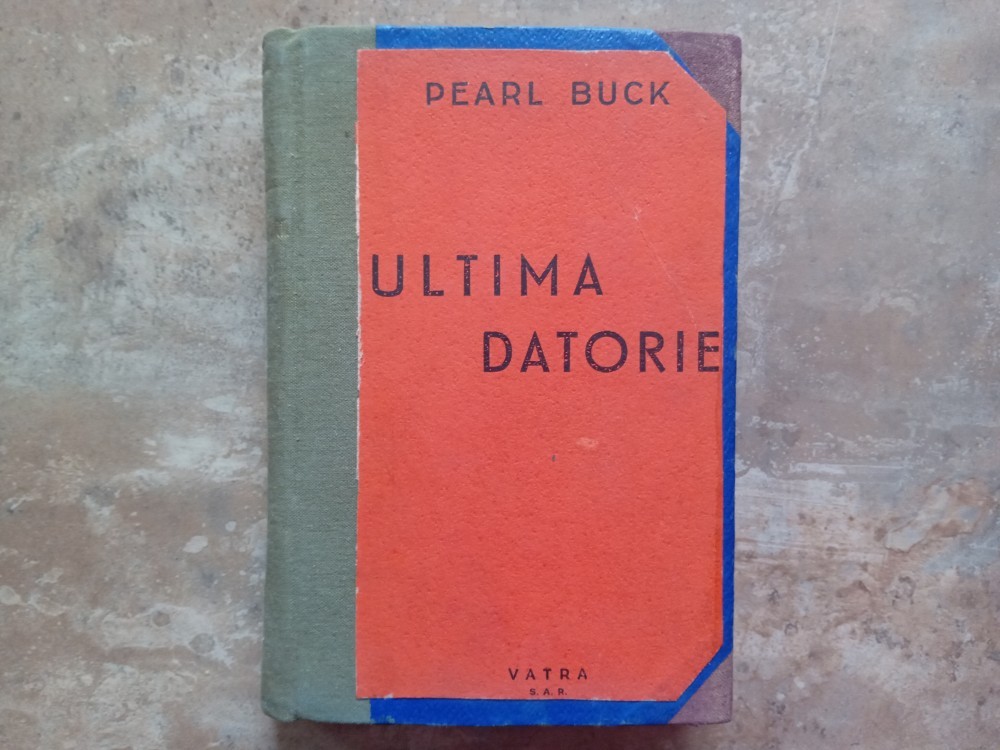 PEARL BUCK
ULTIMA
DATORIE
VATRA
S. A. R.